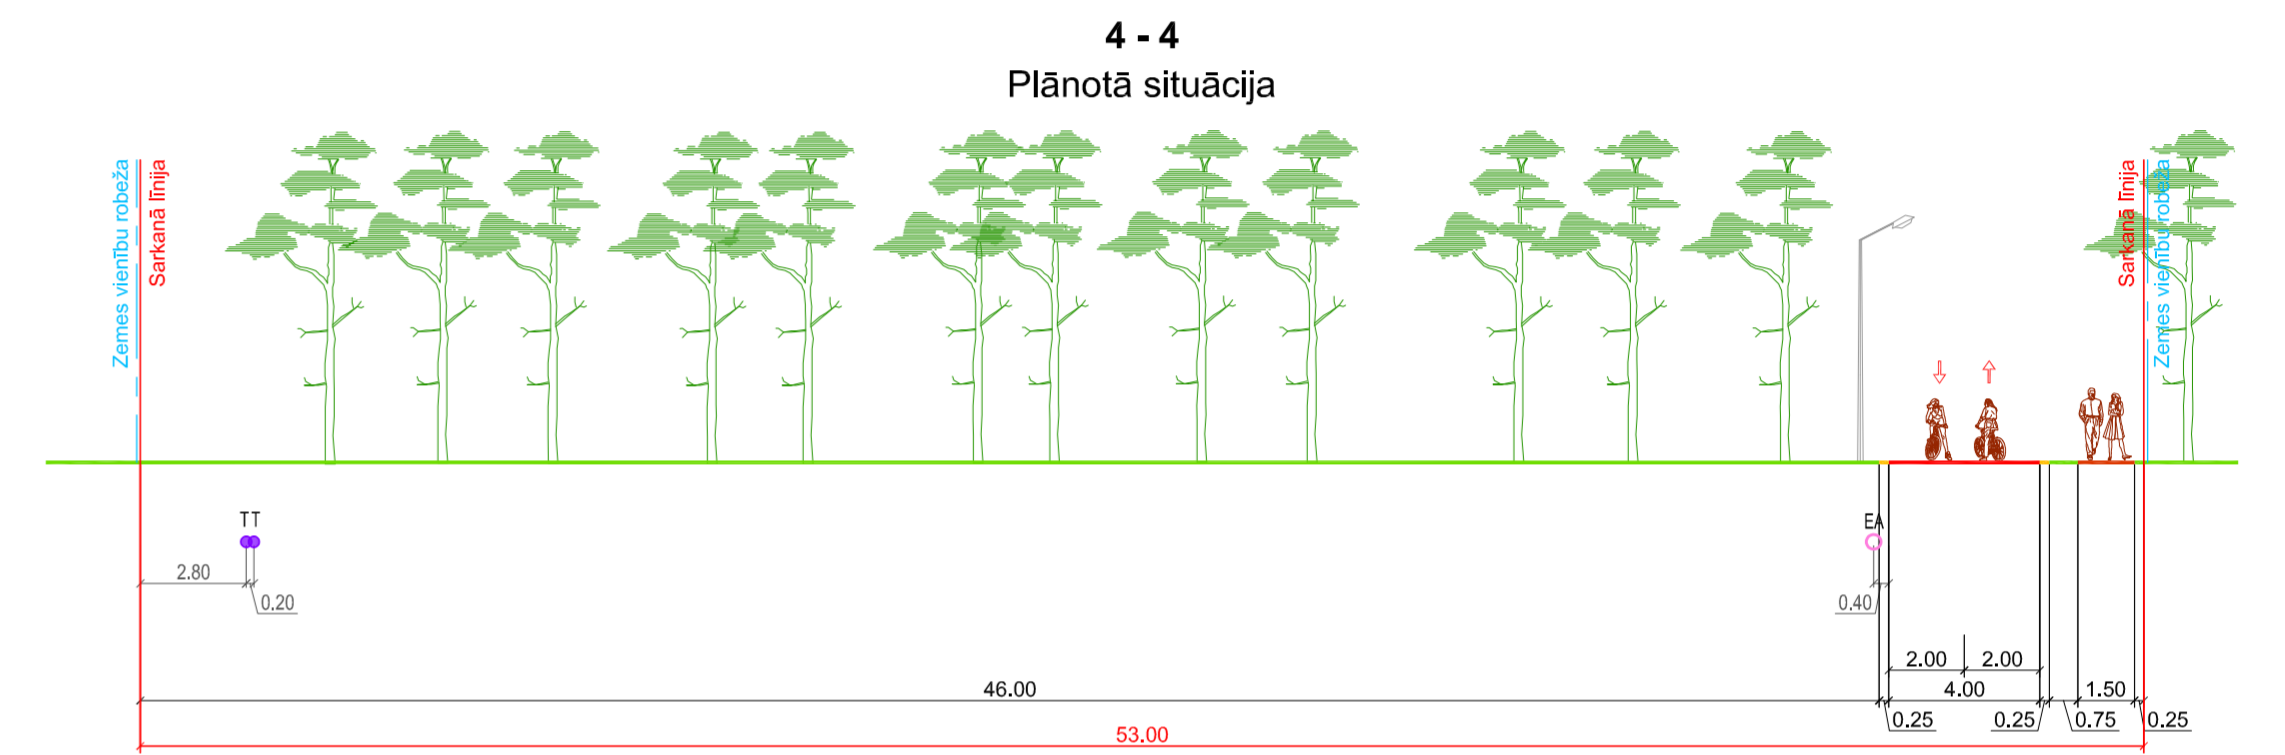 4 - 4
Plānotā situācija
Zemes vienību robeža
Sarkanā līnija
Sarkanā līnija
Zemes vienību robeža
TT
EA
2.80
0.20
0.40
2.00
2.00
46.00
4.00
1.50
0.25
0.25
0.75
0.25
53.00